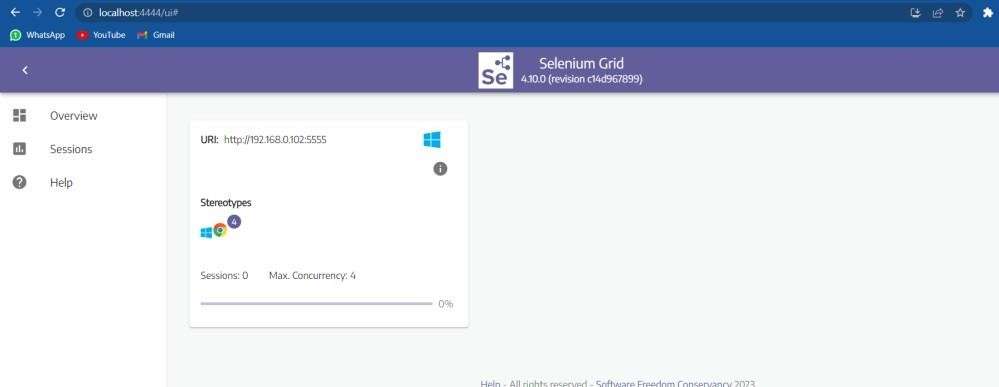 localhost:4444/ui#
WhatsApp YouTube Gmail
Se
Selenium Grid
4.10.0 (revision c14d967899)
Overview
Sessions
Help
URI: http://192.168.0.102:5555
Stereotypes
4
Sessions: 0 Max. Concurrency: 4
0%
Help - All rights reserved - Software Freedom Conservancy 2023